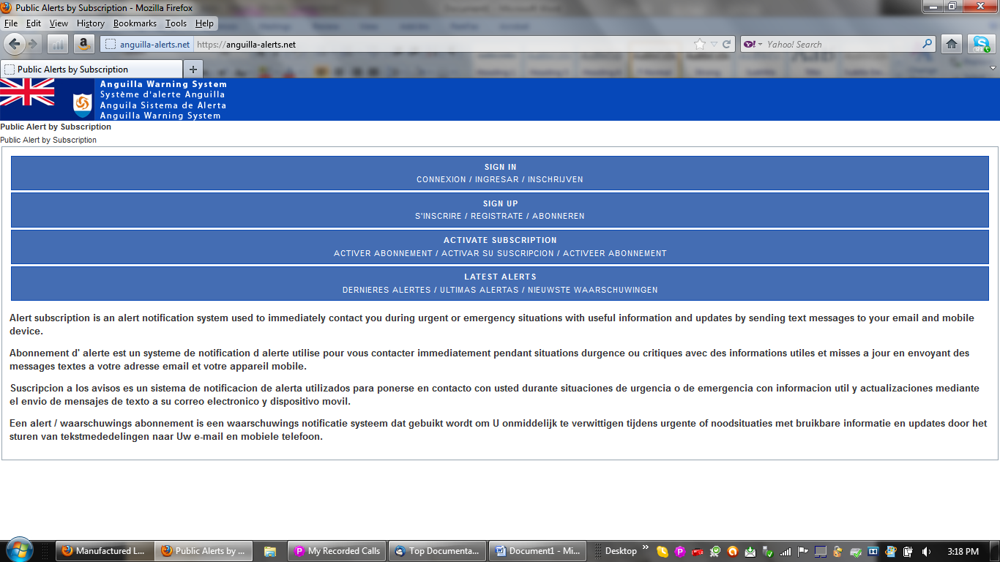 Public Alerts by Subscription - Mozilla Firefox
File Edit View History Bookmarks Tools Help
anguilla-alerts.net https://anguilla-alerts.net Yahoo! Search
Public Alerts by Subscription
Anguilla Warning System
Système d'alerte Anguilla
Anguila Sistema de Alerta
Anguilla Warning System
Public Alert by Subscription
Public Alert by Subscription
SIGN IN
CONNEXION / INGRESAR / INSCHRIJVEN
SIGN UP
S'INSCRIRE / REGISTRATE / ABONNEREN
ACTIVATE SUBSCRIPTION
ACTIVER ABONNEMENT / ACTIVAR SU SUSCRIPCION / ACTIVEER ABONNEMENT
LATEST ALERTS
DERNIERES ALERTES / ULTIMAS ALERTAS / NIEUWSTE WAARSCHUWINGEN
Alert subscription is an alert notification system used to immediately contact you during urgent or emergency situations with useful information and updates by sending text messages to your email and mobile
device.
Abonnement d' alerte est un systeme de notification d alerte utilise pour vous contacter immediatement pendant situations durgence ou critiques avec des informations utiles et misses a jour en envoyant des
messages textes a votre adresse email et votre appareil mobile.
Suscripcion a los avisos es un sistema de notificacion de alerta utilizados para ponerse en contacto con usted durante situaciones de urgencia o de emergencia con informacion util y actualizaciones mediante
el envio de mensajes de texto a su correo electronico y dispositivo movil.
Een alert / waarschuwings abonnement is een waarschuwings notificatie systeem dat gebuikt wordt om U onmiddelijk te verwittigen tijdens urgente of noodsituaties met bruikbare informatie en updates door het
sturen van tekstmededelingen naar Uw e-mail en mobiele telefoon.
Manufactured L... Public Alerts by ... My Recorded Calls Top Documenta... Document1 - Mi... Desktop 3:18 PM